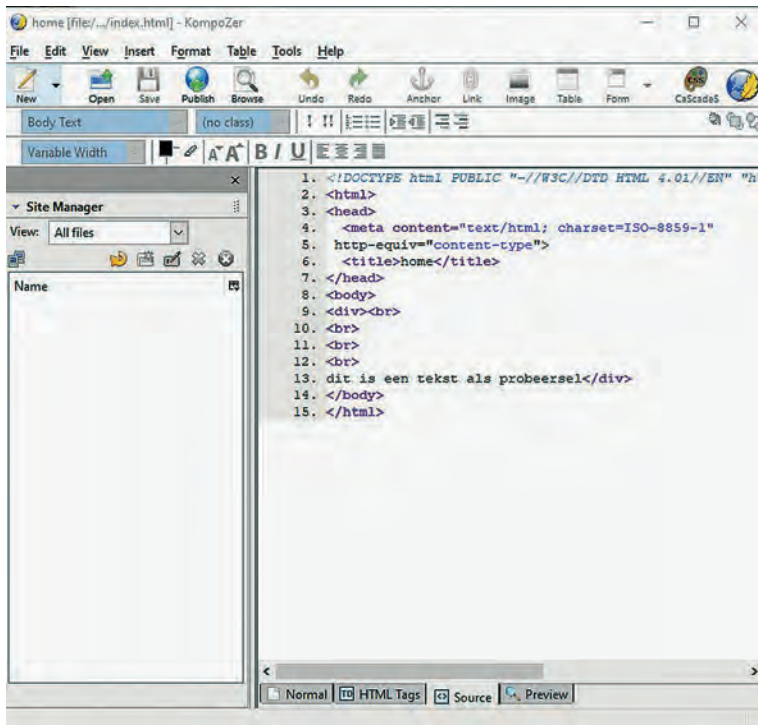 home [file:/.../index.html] - KompoZer
File Edit View Insert Format Table Tools Help
New Open Save Publish Browse Undo Redo Anchor Link Image Table Form CaScadeS
Body Text (no class)
Variable Width B I U
Site Manager
View: All files
Name
1. <!DOCTYPE html PUBLIC "-//W3C//DTD HTML 4.01//EN" "h
2. <html>
3. <head>
4. <meta content="text/html; charset=ISO-8859-1"
5. http-equiv="content-type">
6. <title>home</title>
7. </head>
8. <body>
9. <div><br>
10. <br>
11. <br>
12. <br>
13. dit is een tekst als probeersel</div>
14. </body>
15. </html>
Normal TD HTML Tags Source Preview